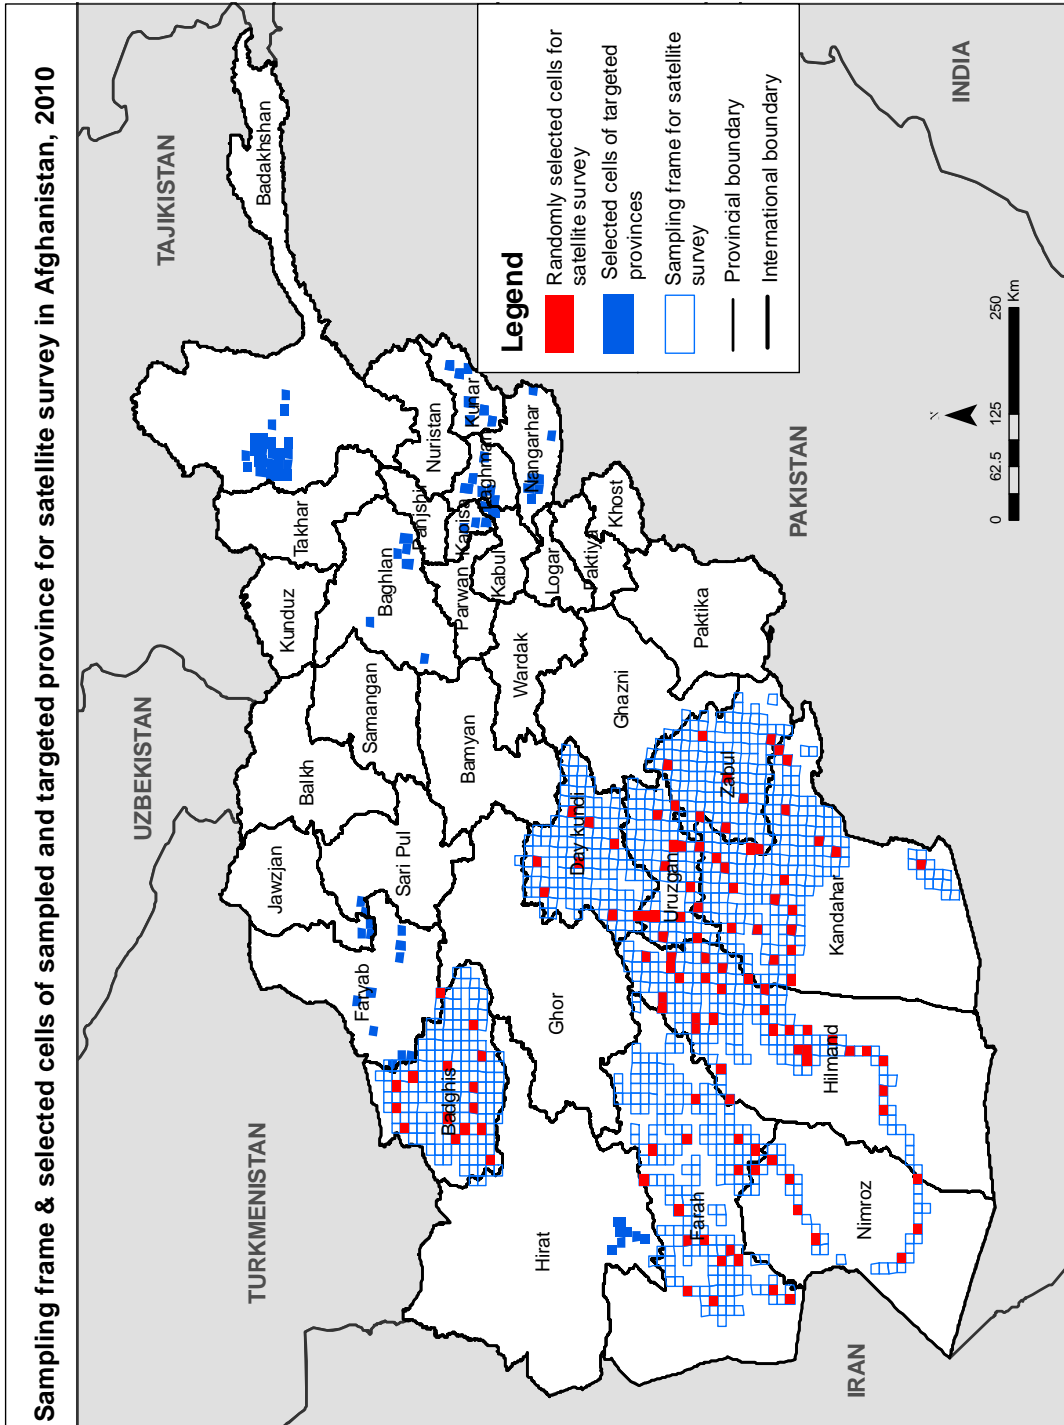 Sampling frame & selected cells of sampled and targeted province for satellite survey in Afghanistan, 2010
UZBEKISTAN
TAJIKISTAN
TURKMENISTAN
Badakhshan
Kunduz
Takhar
Jawzjan
Balkh
Faryab
Samangan
Baghlan
Sari Pul
Nuristan
Panjshir
Kunar
Badghis
Bamyan
Parwan
Kapisa
Laghman
Kabul
Nangarhar
Wardak
Hirat
Ghor
Logar
Day kundi
Paktiya
Khost
Ghazni
Uruzgan
Farah
Paktika
Zabul
Hilmand
Kandahar
Nimroz
IRAN
PAKISTAN
INDIA
Legend
Randomly selected cells for
satellite survey
Selected cells of targeted
provinces
Sampling frame for satellite
survey
Provincial boundary
International boundary
N
0 62.5 125 250
Km